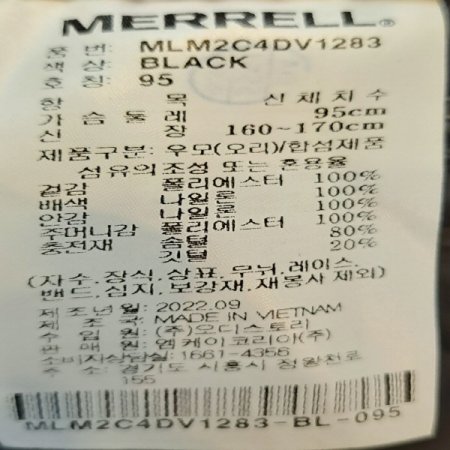 MERRELL®
품 번: MLM2C4DV1283
색 상: BLACK
호 칭: 95
항 목 신 체 치 수
가 슴 둘 레 95cm
신 장 160~170cm
제품구분: 우모(오리)/합성제품
섬유의조성 또는 혼용율
겉감 폴리에스터 100%
배색 나일론 100%
안감 나일론 100%
주머니감 폴리에스터 100%
충전재 솜털 80%
깃털 20%
(자수, 장식, 상표, 무늬, 레이스,
밴드, 심지, 보강재, 재봉사 제외)
제조년월: 2022.09
제 조 국: MADE IN VIETNAM
수 입 원: (주)오디스토리
판 매 원: 엠케이코리아(주)
소비자상담실: 1661-4356
주 소: 경기도 시흥시 정왕천로
155
MLM2C4DV1283-BL-095